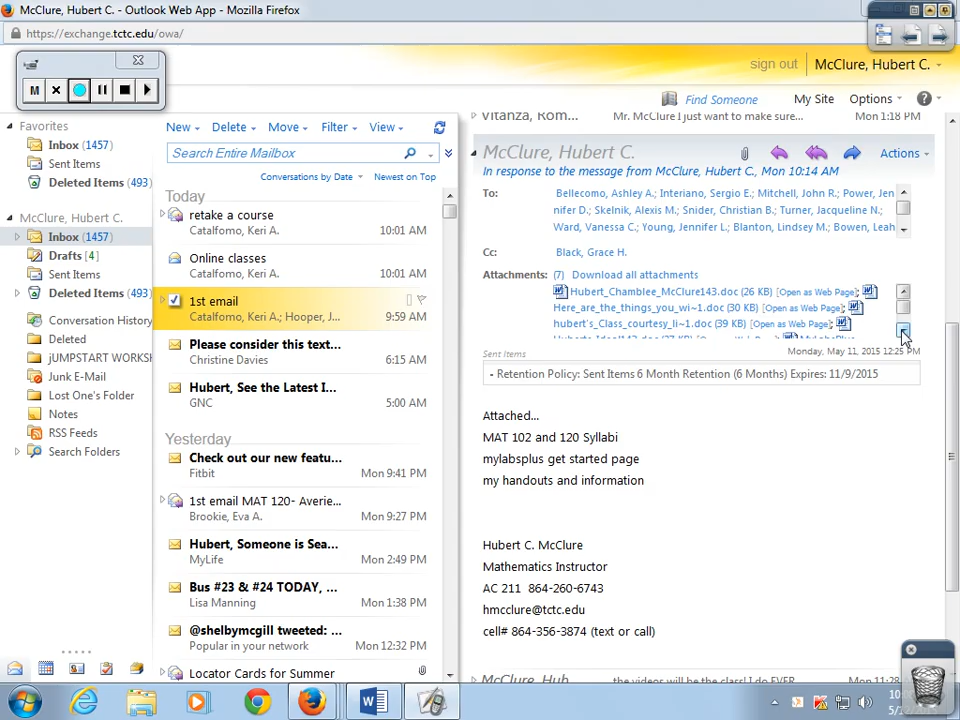 McClure, Hubert C. - Outlook Web App - Mozilla Firefox
https://exchange.tctc.edu/owa/
sign out McClure, Hubert C.
M
Find Someone My Site Options
Favorites
Inbox (1457)
Sent Items
Deleted Items (493)
McClure, Hubert C.
Inbox (1457)
Drafts [4]
Sent Items
Deleted Items (493)
Conversation History
Deleted
jUMPSTART WORKSH
Junk E-Mail
Lost One's Folder
Notes
RSS Feeds
Search Folders
New Delete Move Filter View
Search Entire Mailbox
Conversations by Date Newest on Top
Today
retake a course
Catalfomo, Keri A. 10:01 AM
Online classes
Catalfomo, Keri A. 10:01 AM
1st email
Catalfomo, Keri A.; Hooper, J... 9:59 AM
Please consider this text...
Christine Davies 6:15 AM
Hubert, See the Latest I...
GNC 5:00 AM
Yesterday
Check out our new featu...
Fitbit Mon 9:41 PM
1st email MAT 120- Averie...
Brookie, Eva A. Mon 9:27 PM
Hubert, Someone is Sea...
MyLife Mon 2:49 PM
Bus #23 & #24 TODAY, ...
Lisa Manning Mon 1:38 PM
@shelbymcgill tweeted: ...
Popular in your network Mon 12:32 PM
Locator Cards for Summer
Vitanza, Rom... Mr. McClure I just want to make sure... Mon 1:18 PM
McClure, Hubert C. Actions
In response to the message from McClure, Hubert C., Mon 10:14 AM
To: Bellecomo, Ashley A.; Interiano, Sergio E.; Mitchell, John R.; Power, Jen
nifer D.; Skelnik, Alexis M.; Snider, Christian B.; Turner, Jacqueline N.;
Ward, Vanessa C.; Young, Jennifer L.; Blanton, Lindsey M.; Bowen, Leah
Cc: Black, Grace H.
Attachments: (7) Download all attachments
Hubert_Chamblee_McClure143.doc (26 KB) [Open as Web Page];
Here_are_the_things_you_wi~1.doc (30 KB) [Open as Web Page];
hubert's_Class_courtesy_li~1.doc (39 KB) [Open as Web Page];
Sent Items Monday, May 11, 2015 12:25 PM
- Retention Policy: Sent Items 6 Month Retention (6 Months) Expires: 11/9/2015
Attached...
MAT 102 and 120 Syllabi
mylabsplus get started page
my handouts and information
Hubert C. McClure
Mathematics Instructor
AC 211 864-260-6743
hmcclure@tctc.edu
cell# 864-356-3874 (text or call)